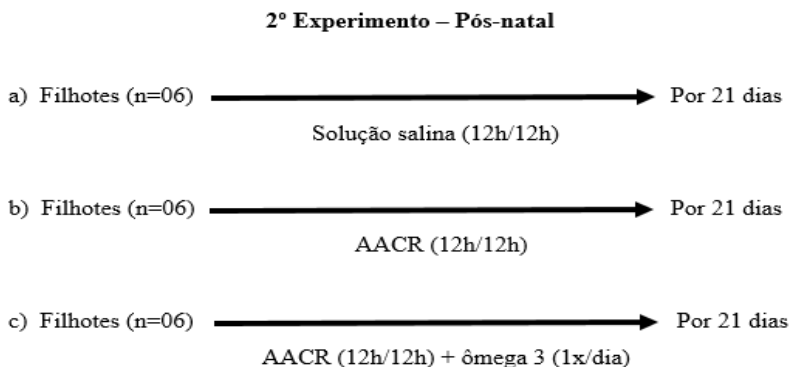 2º Experimento – Pós-natal
a) Filhotes (n=06) Por 21 dias
Solução salina (12h/12h)
b) Filhotes (n=06) Por 21 dias
AACR (12h/12h)
c) Filhotes (n=06) Por 21 dias
AACR (12h/12h) + ômega 3 (1x/dia)